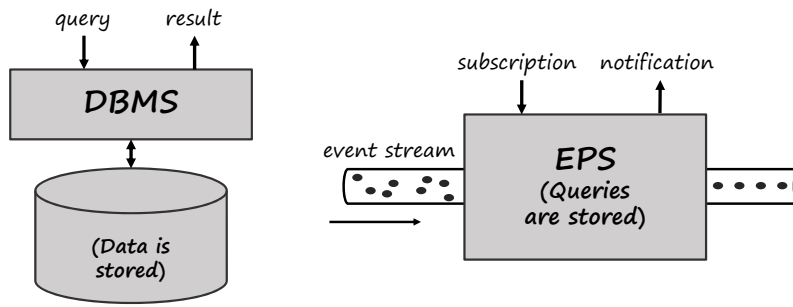 query
result
DBMS
(Data is
stored)
subscription
notification
event stream
EPS
(Queries
are stored)